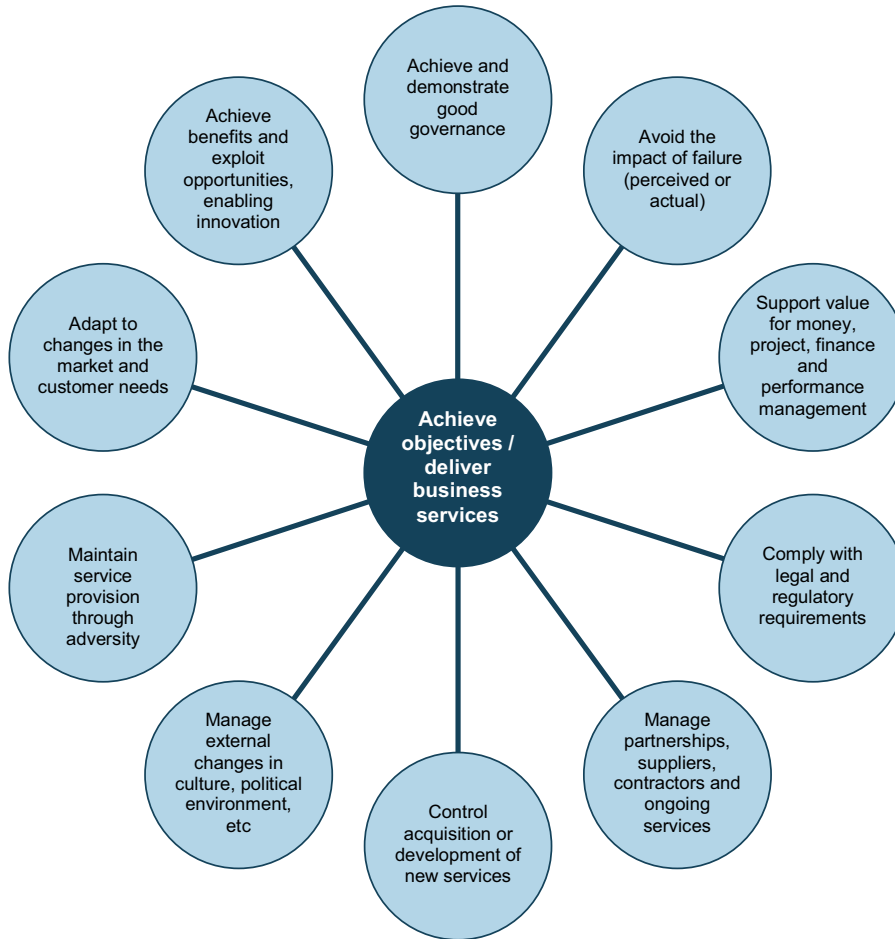 Achieve and
demonstrate
good
governance
Avoid the
impact of failure
(perceived or
actual)
Support value
for money,
project, finance
and
performance
management
Comply with
legal and
regulatory
requirements
Manage
partnerships,
suppliers,
contractors and
ongoing
services
Control
acquisition or
development of
new services
Manage
external
changes in
culture, political
environment,
etc
Maintain
service
provision
through
adversity
Adapt to
changes in the
market and
customer needs
Achieve
benefits and
exploit
opportunities,
enabling
innovation
Achieve
objectives /
deliver
business
services